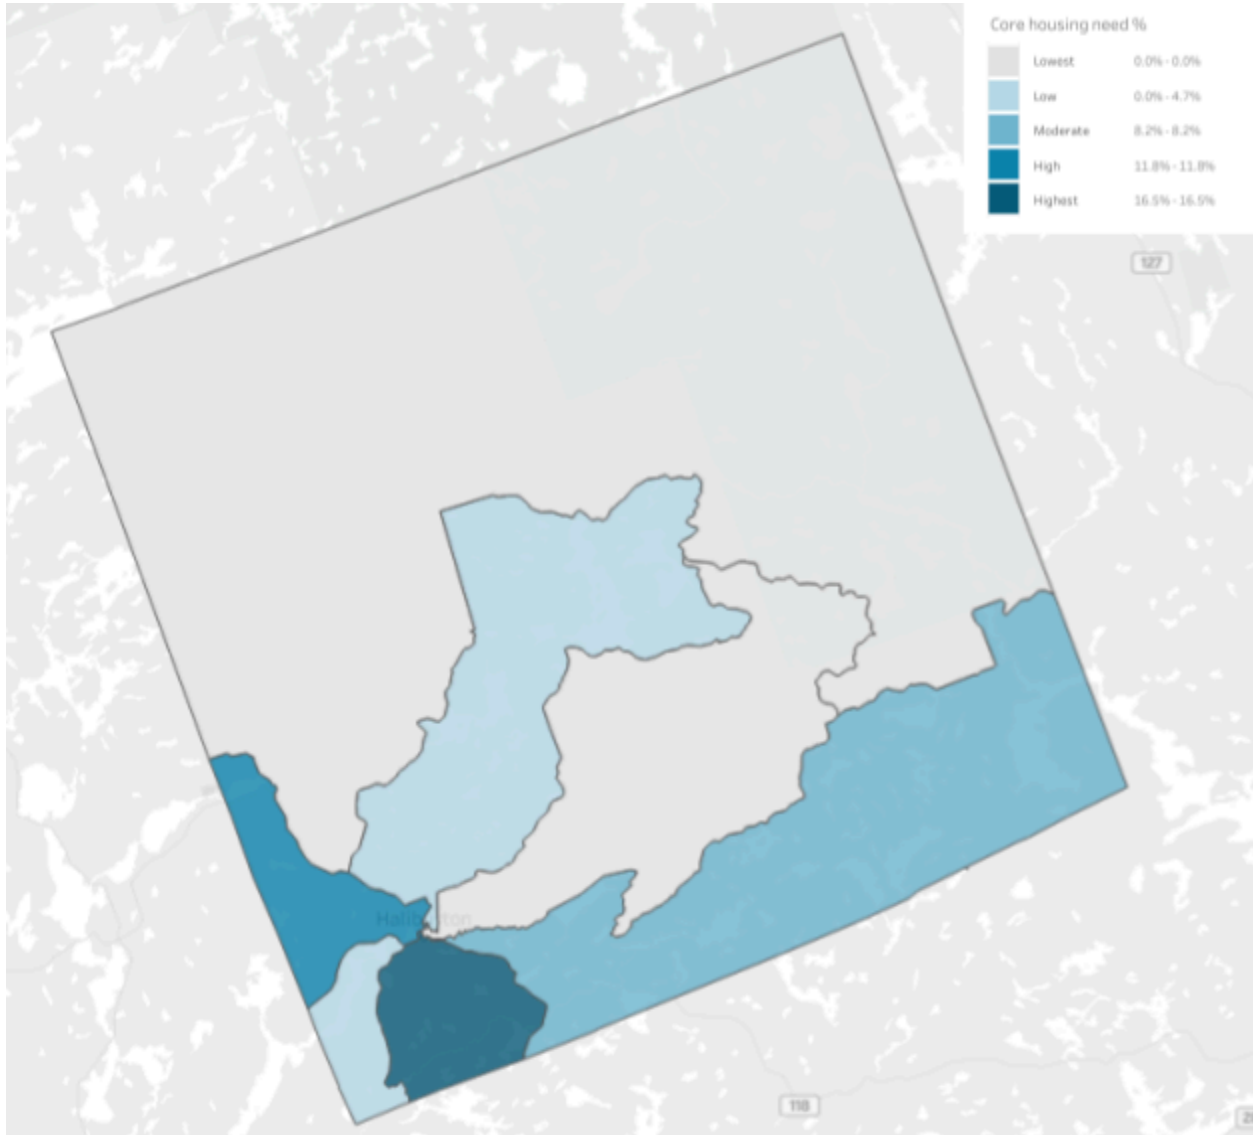 Core housing need %
Lowest 0.0% - 0.0%
Low 0.0% - 4.7%
Moderate 8.2% - 8.2%
High 11.8% - 11.8%
Highest 16.5% - 16.5%
127
Haliburton
118